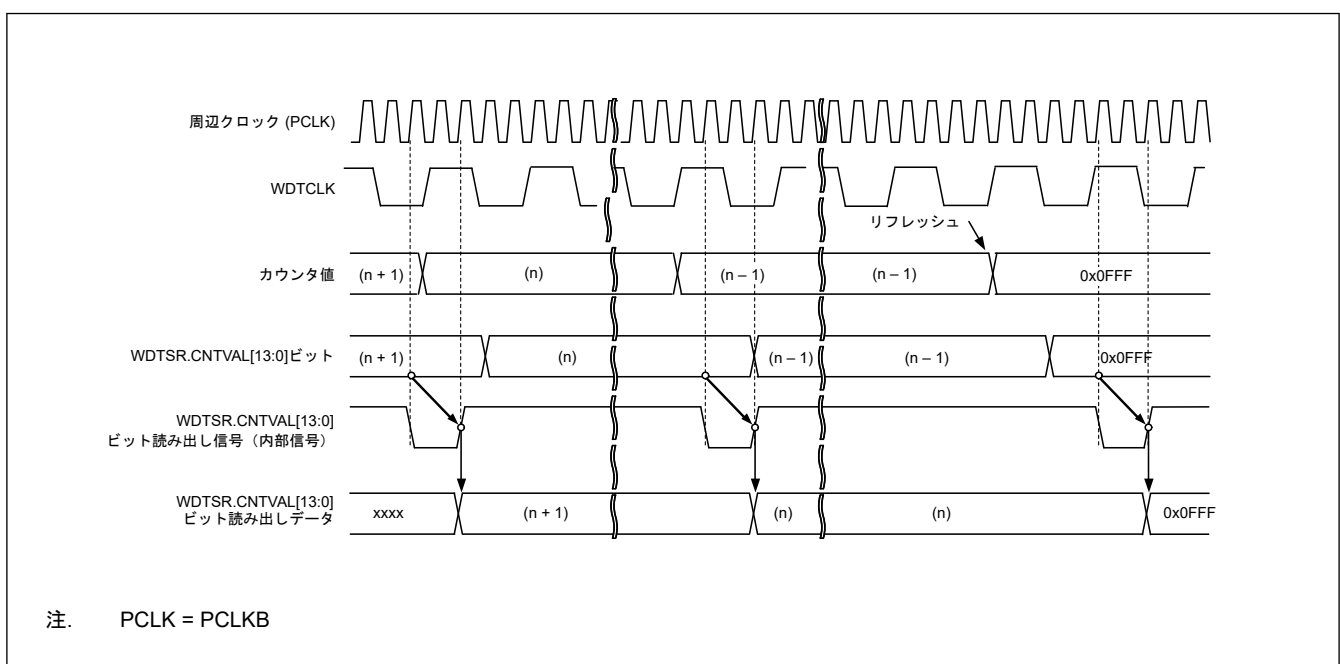 周辺クロック (PCLK)
WDTCLK
リフレッシュ
カウンタ値 (n + 1) (n) (n – 1) (n – 1) 0x0FFF
WDTSR.CNTVAL[13:0]ビット (n + 1) (n) (n – 1) (n – 1) 0x0FFF
WDTSR.CNTVAL[13:0]
ビット読み出し信号（内部信号）
WDTSR.CNTVAL[13:0]
ビット読み出しデータ xxxx (n + 1) (n) (n) 0x0FFF
注. PCLK = PCLKB